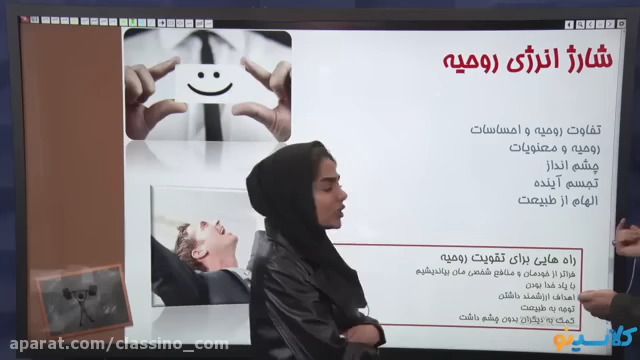 شارژ انرژی روحیه
تفاوت روحیه و احساسات
روحیه و معنویات
چشم انداز
تجسم آینده
الهام از طبیعت
راه هایی برای تقویت روحیه
فراتر از خودمان و منافع شخصی مان بیاندیشیم
با یاد خدا بودن
اهداف ارزشمند داشتن
توجه به طبیعت
کمک به دیگران بدون چشم داشت
کلاسینو
aparat.com/classino_com